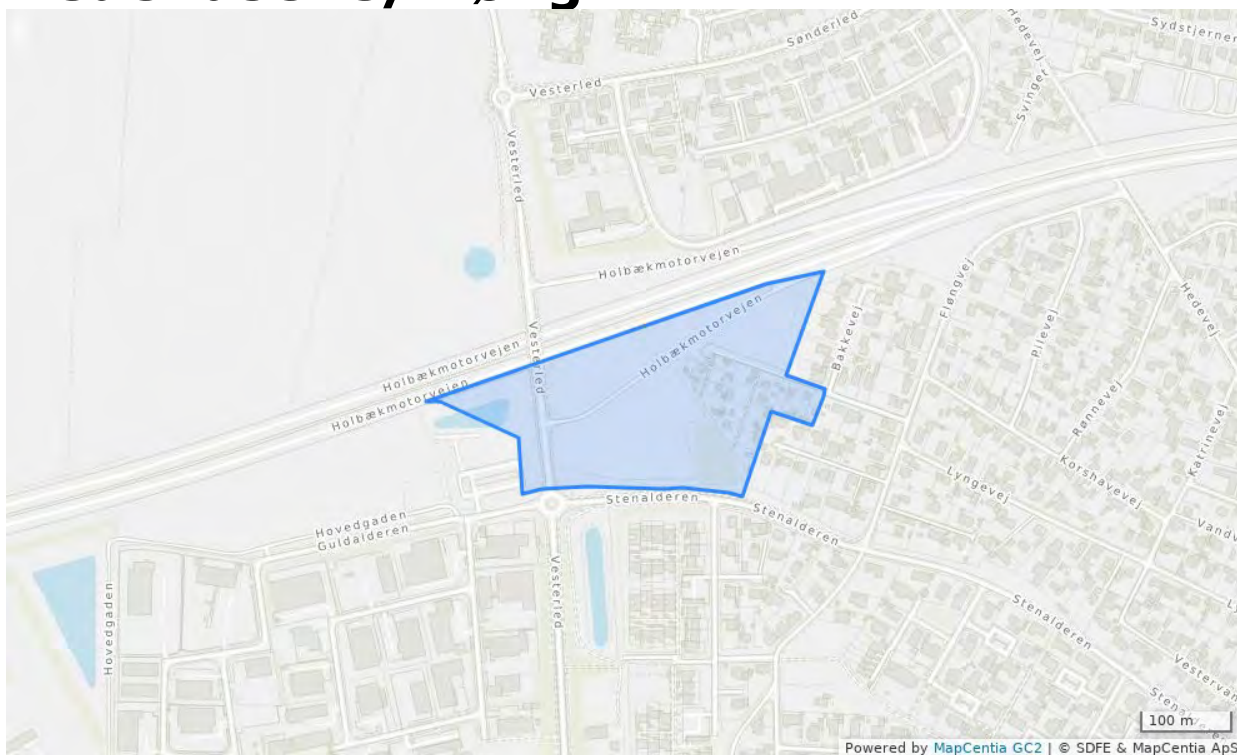 Sønderled
Hedevej
Sydstjernen
Svinget
Vesterled
Vesterled
Holbækmotorvejen
Hedevej
Fløngvej
Pilevej
Bakkevej
Holbækmotorvejen
Vesterled
Holbækmotorvejen
Holbækmotorvejen
Rønnevej
Katrinevej
Lyngevej
Korshavevej
Stenalderen
Stenalderen
Hovedgaden
Guldalderen
Vesterled
Hovedgaden
Stenalderen
100 m
Powered by MapCentia GC2 | © SDFE & MapCentia ApS